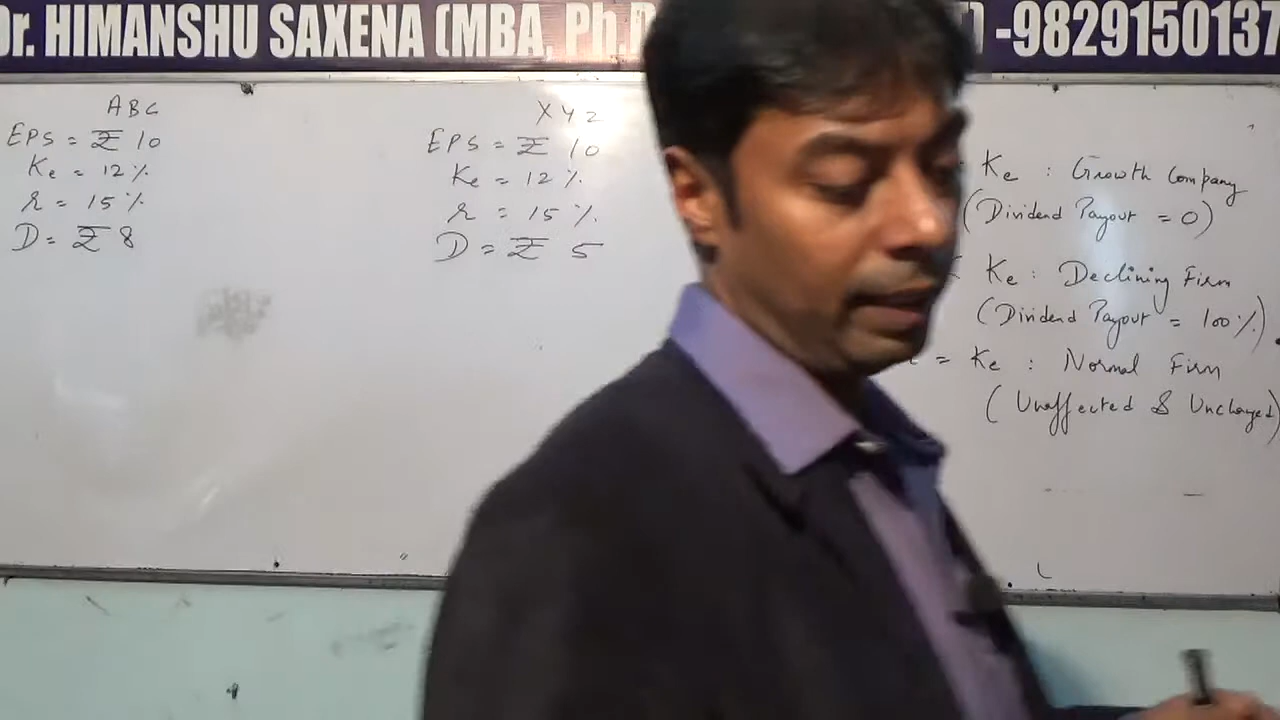 Dr. HIMANSHU SAXENA (MBA, Ph.D -9829150137
ABC
EPS = ₹ 10
Ke = 12%
r = 15%
D = ₹ 8
XYZ
EPS = ₹ 10
Ke = 12%
r = 15%
D = ₹ 5
Ke : Growth Company
(Dividend Payout = 0)
Ke : Declining Firm
(Dividend Payout = 100%)
= Ke : Normal Firm
(Unaffected & Unchanged)